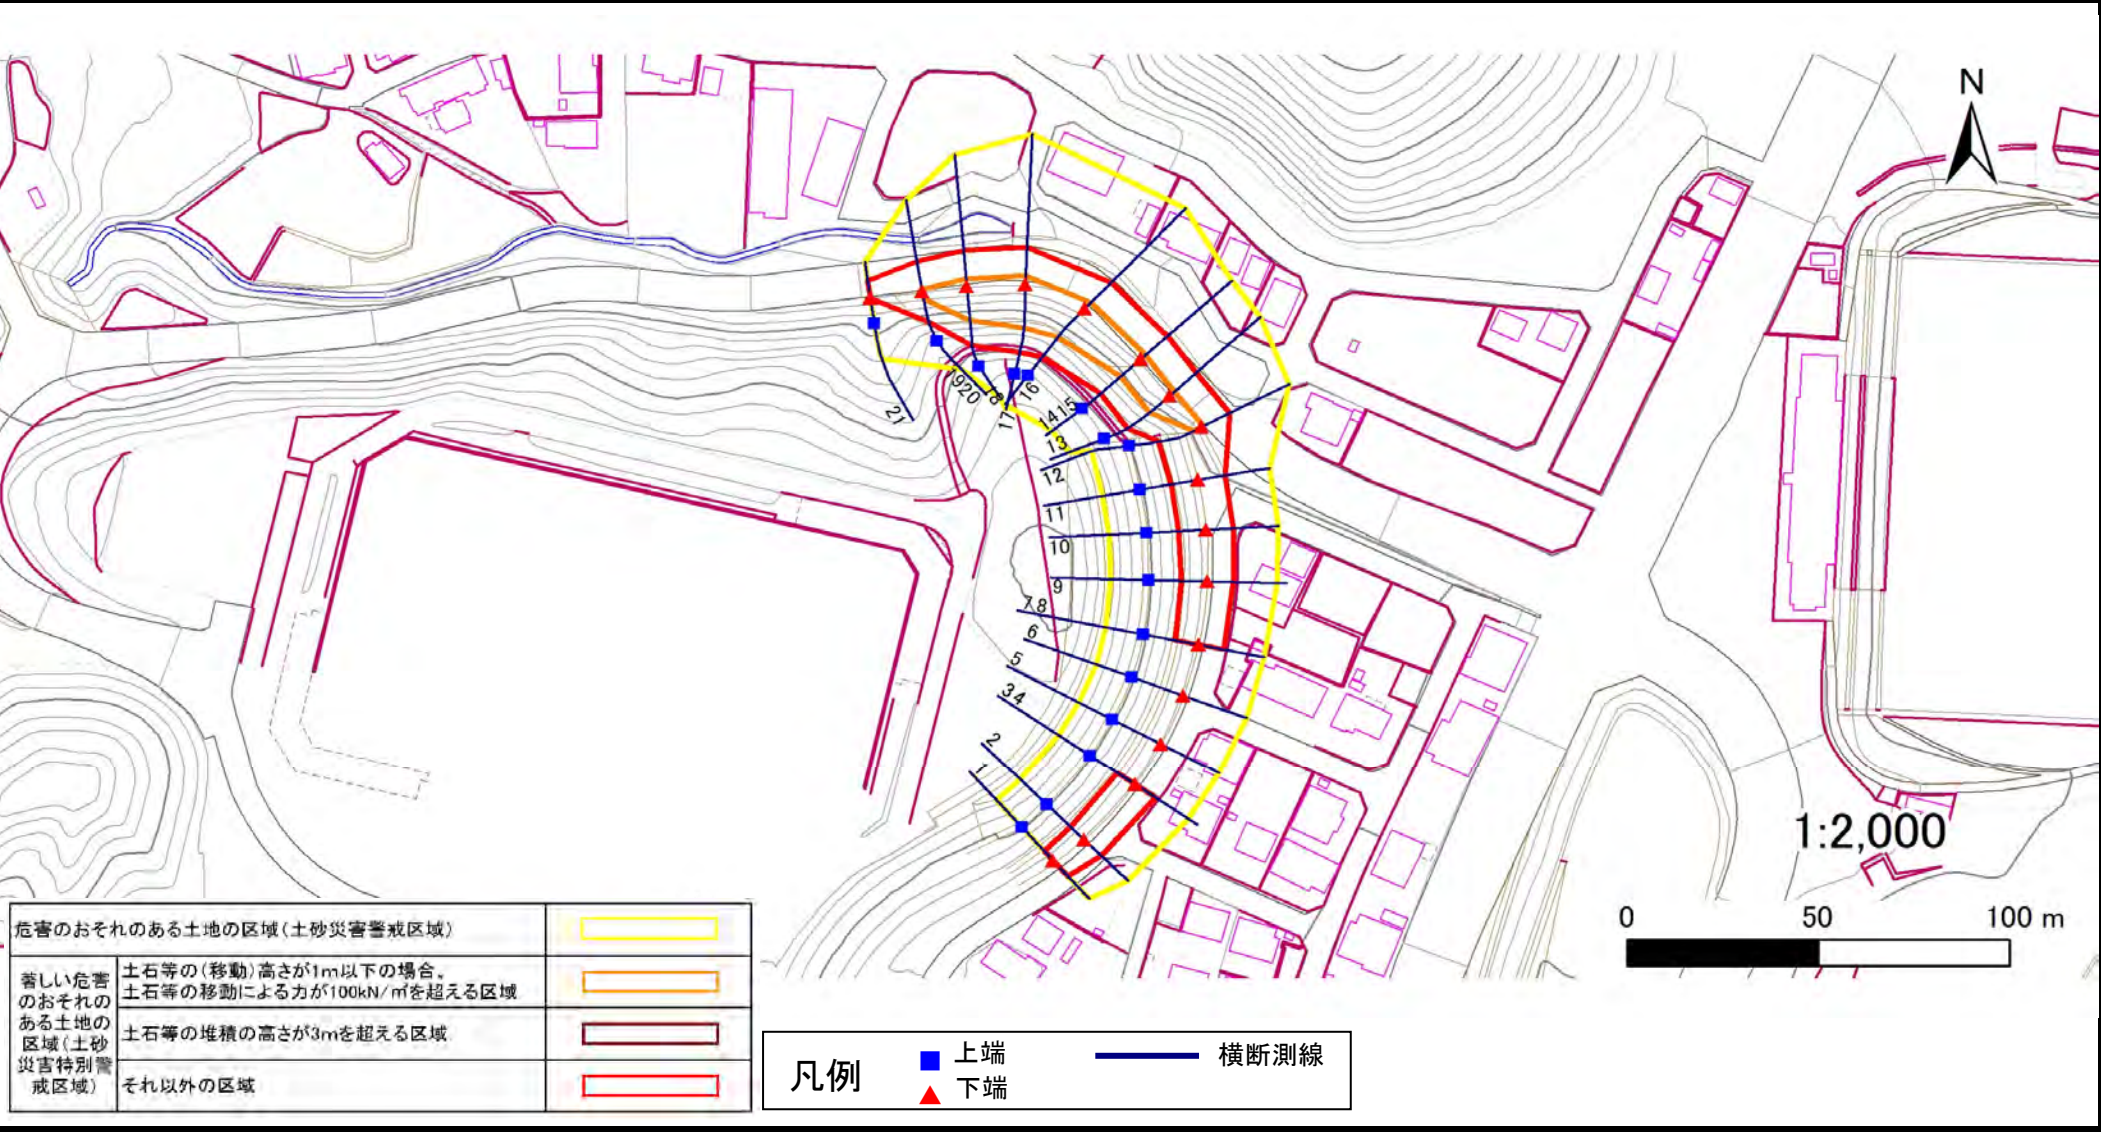 N
21
1920
18
17
16
1415
13
12
11
10
9
7 8
6
5
3 4
2
1
1:2,000
0 50 100 m
危害のおそれのある土地の区域(土砂災害警戒区域)
著しい危害
のおそれの
ある土地の
区域(土砂
災害特別警
戒区域)
土石等の(移動)高さが1m以下の場合、
土石等の移動による力が100kN/㎡を超える区域
土石等の堆積の高さが3mを超える区域
それ以外の区域
凡例
上端
下端
横断測線